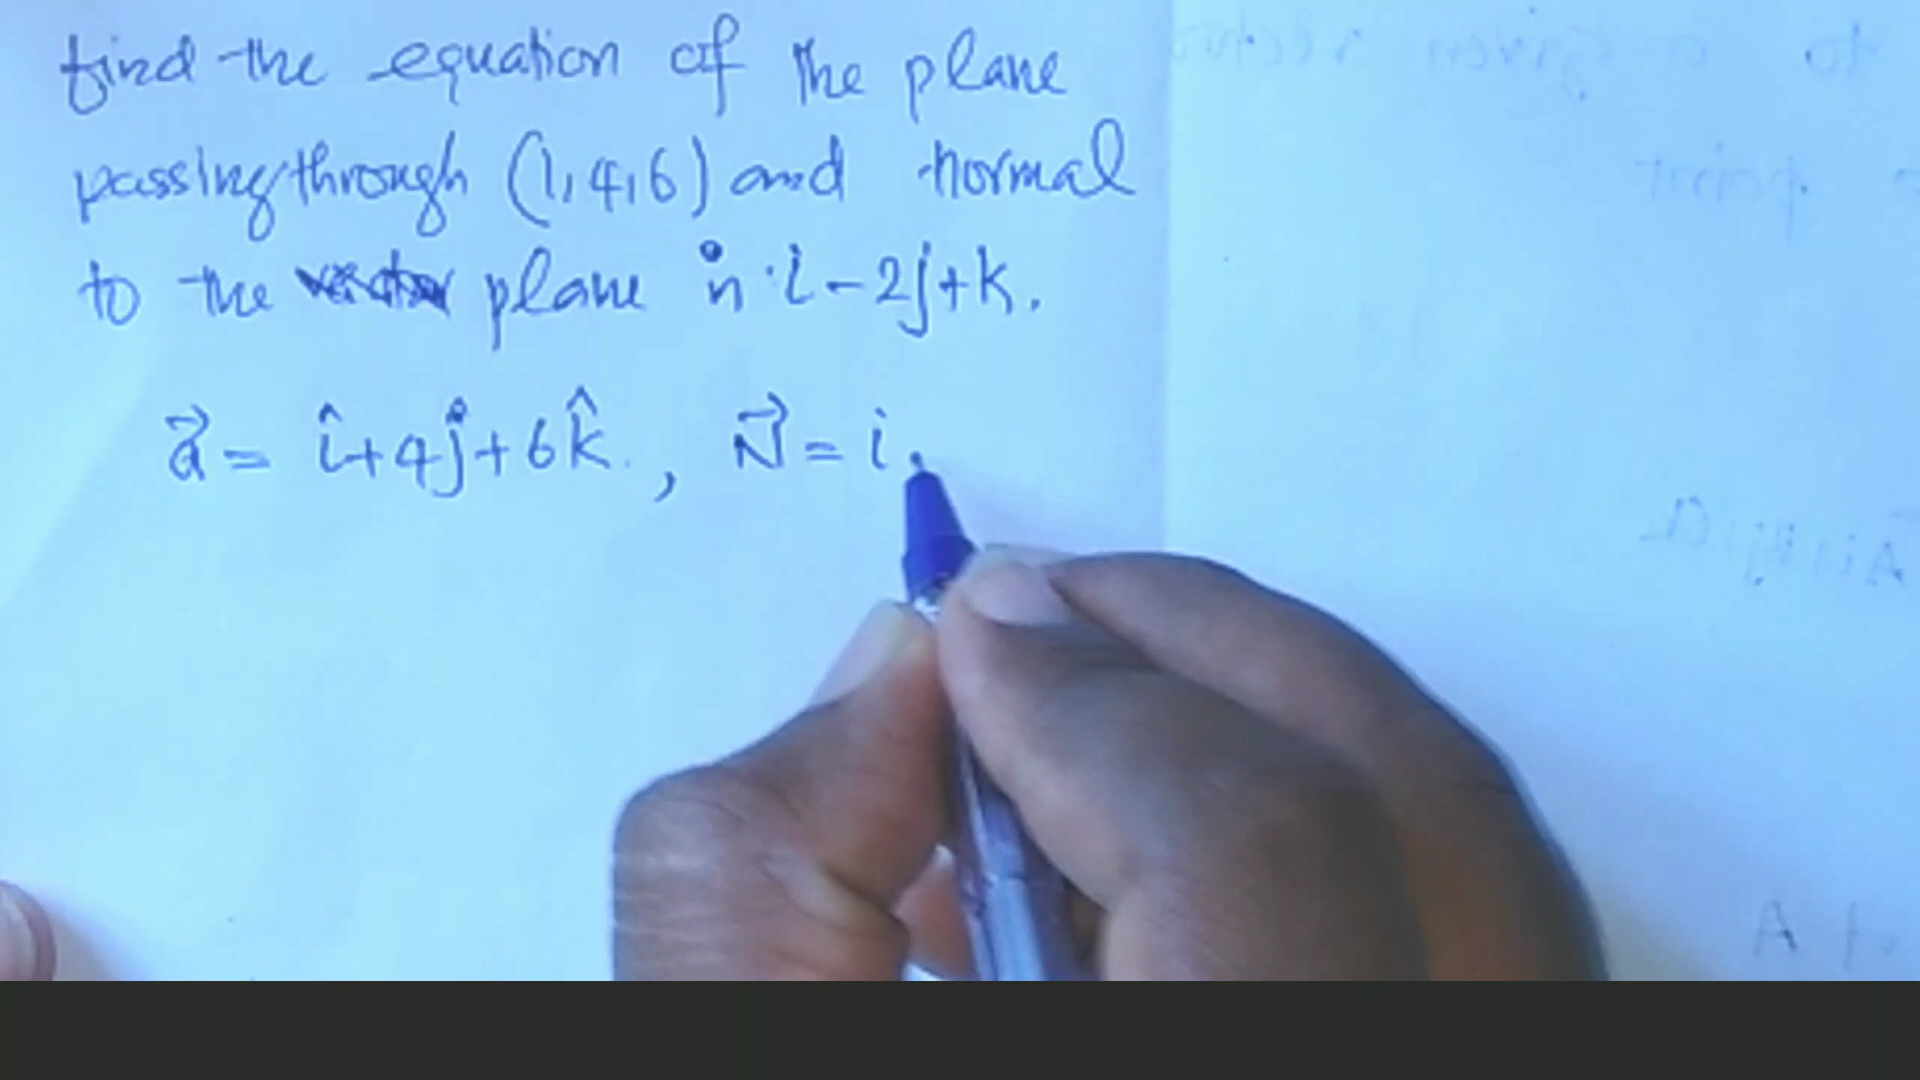 find the equation of the plane
passing through (1,4,6) and normal
to the plane i-2j+k.
a⃗ = î+4j+6k̂ , N⃗ = i